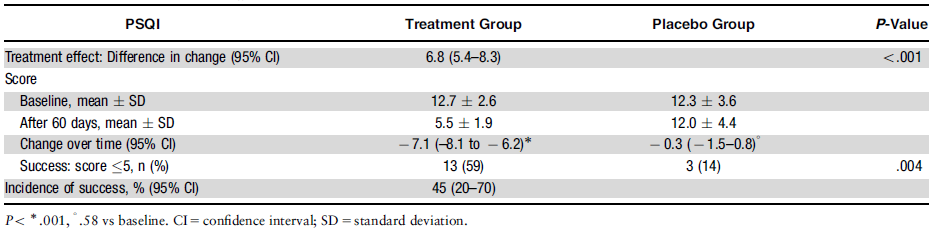 PSQI Treatment Group Placebo Group P-Value
Treatment effect: Difference in change (95% CI) 6.8 (5.4–8.3) <.001
Score
Baseline, mean ± SD 12.7 ± 2.6 12.3 ± 3.6
After 60 days, mean ± SD 5.5 ± 1.9 12.0 ± 4.4
Change over time (95% CI) −7.1 (–8.1 to −6.2)* −0.3 (−1.5–0.8)°
Success: score ≤5, n (%) 13 (59) 3 (14) .004
Incidence of success, % (95% CI) 45 (20–70)
P< *.001, °.58 vs baseline. CI = confidence interval; SD = standard deviation.